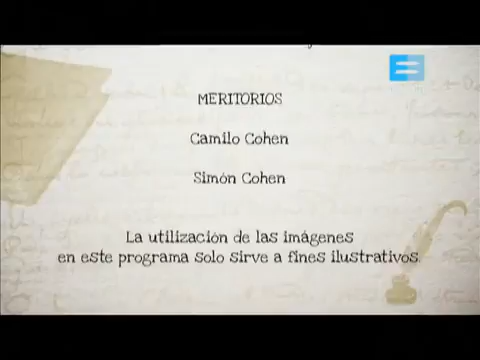 MERITORIOS
Camilo Cohen
Simón Cohen
La utilización de las imágenes
en este programa solo sirve a fines ilustrativos.